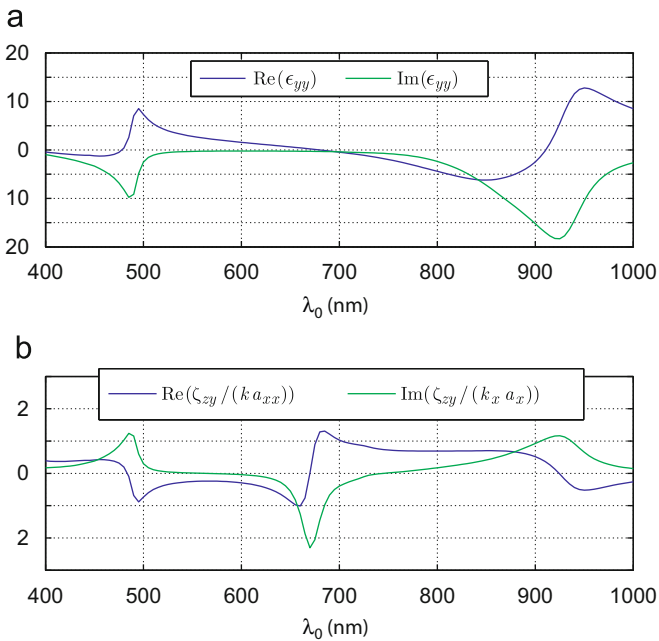 a
20
10
0
10
20
Re(ϵ_yy) Im(ϵ_yy)
400 500 600 700 800 900 1000
λ_0 (nm)
b
2
0
2
Re(ζ_zy/(k a_xx)) Im(ζ_zy/(k_x a_x))
400 500 600 700 800 900 1000
λ_0 (nm)